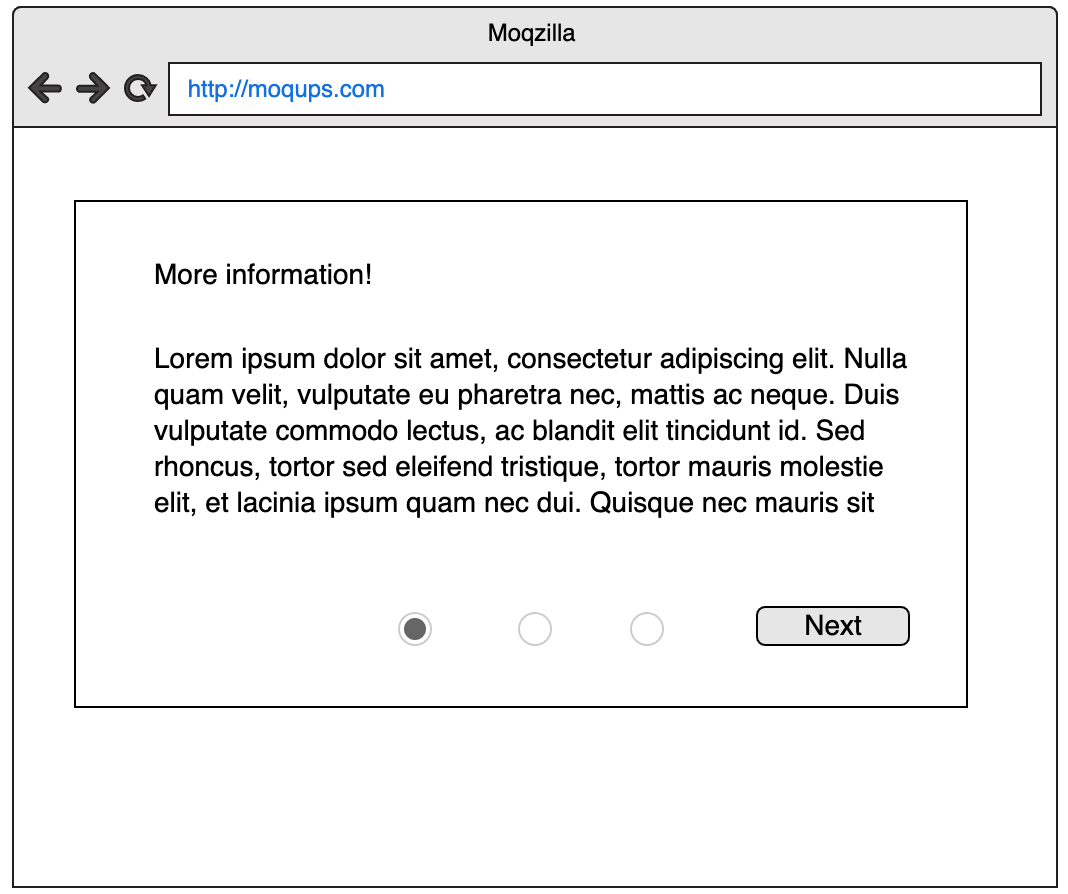 Moqzilla
http://moqups.com
More information!
Lorem ipsum dolor sit amet, consectetur adipiscing elit. Nulla
quam velit, vulputate eu pharetra nec, mattis ac neque. Duis
vulputate commodo lectus, ac blandit elit tincidunt id. Sed
rhoncus, tortor sed eleifend tristique, tortor mauris molestie
elit, et lacinia ipsum quam nec dui. Quisque nec mauris sit
Next